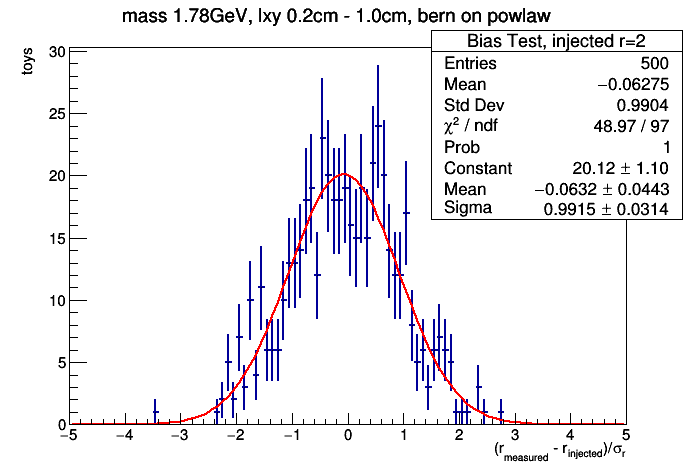 mass 1.78GeV, lxy 0.2cm - 1.0cm, bern on powlaw
Bias Test, injected r=2
Entries 500
Mean −0.06275
Std Dev 0.9904
χ² / ndf 48.97 / 97
Prob 1
Constant 20.12 ± 1.10
Mean −0.0632 ± 0.0443
Sigma 0.9915 ± 0.0314
toys
30
25
20
15
10
5
0
−5 −4 −3 −2 −1 0 1 2 3 4 5
(r_measured - r_injected)/σ_r